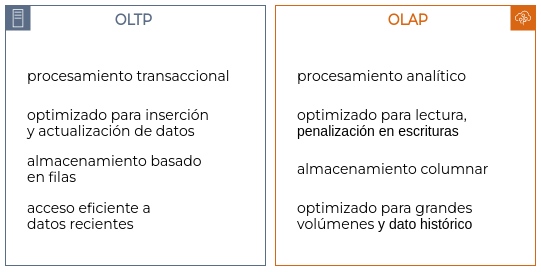 OLTP
procesamiento transaccional
optimizado para inserción
y actualización de datos
almacenamiento basado
en filas
acceso eficiente a
datos recientes
OLAP
procesamiento analítico
optimizado para lectura,
penalización en escrituras
almacenamiento columnar
optimizado para grandes
volúmenes y dato histórico